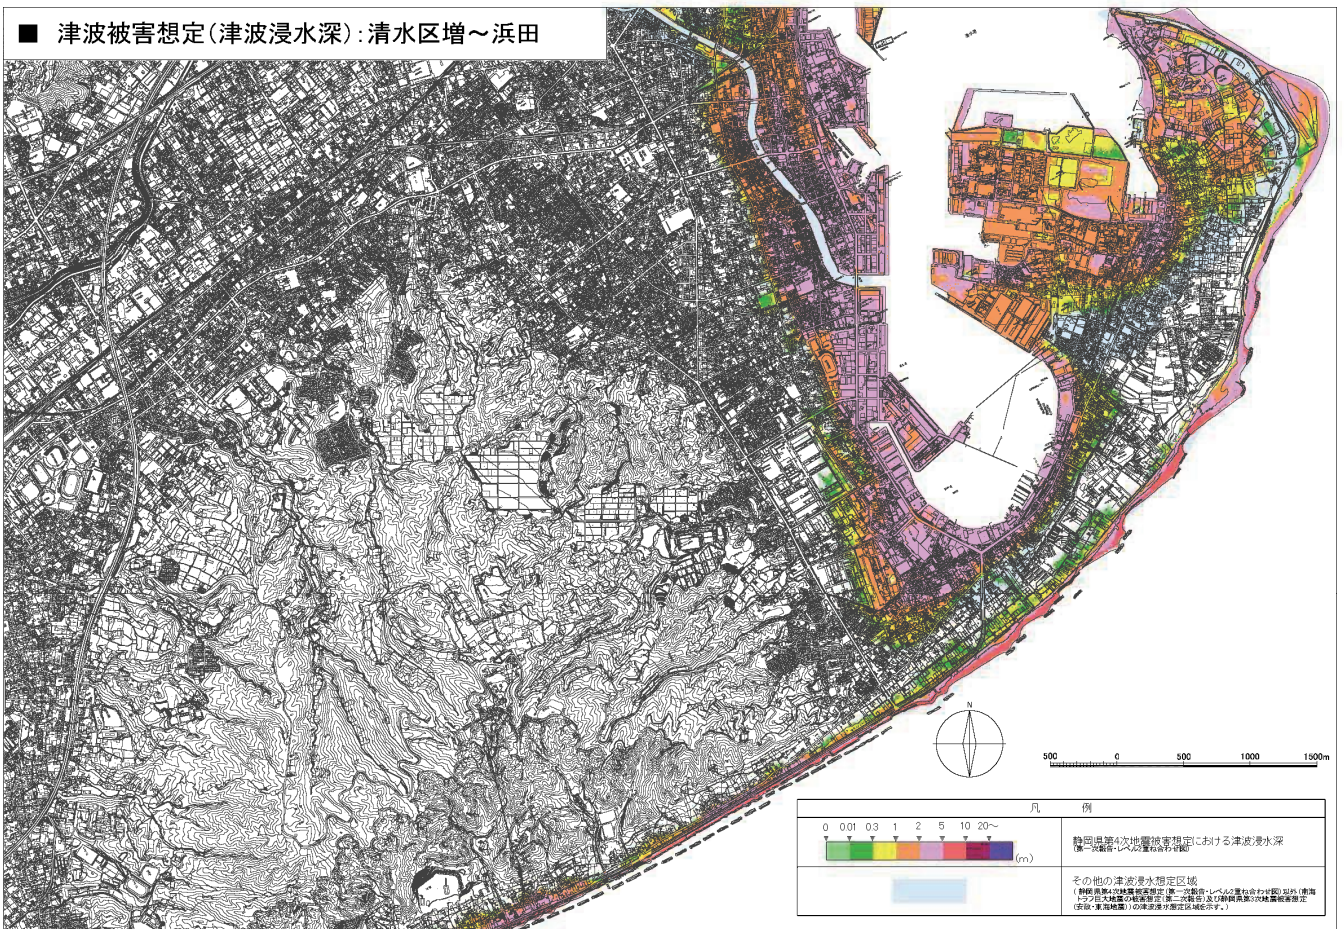 ■ 津波被害想定(津波浸水深):清水区増～浜田
N
500 0 500 1000 1500m
凡 例
0 0.01 0.3 1 2 5 10 20～
(m)
静岡県第4次地震被害想定における津波浸水深
(第一次報告・レベル2重ね合わせ図)
その他の津波浸水想定区域
(静岡県第4次地震被害想定(第一次報告・レベル2重ね合わせ図)以外(南海
トラフ巨大地震の被害想定(第二次報告)及び静岡県第3次地震被害想定
(安政・東海地震))の津波浸水想定区域を示す。)